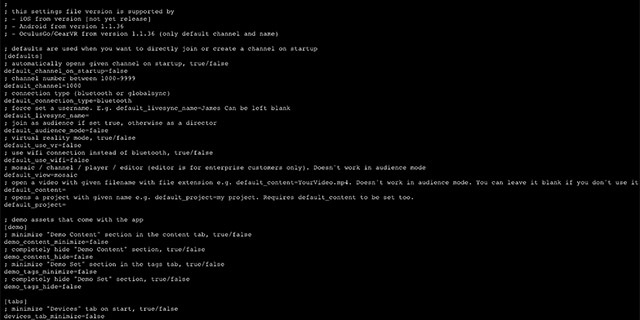 ;
; this settings file version is supported by
; - iOS from version [not yet release]
; - Android from version 1.1.36
; - OculusGo/GearVR from version 1.1.36 (only default channel and name)
; defaults are used when you want to directly join or create a channel on startup
[defaults]
; automatically opens given channel on startup, true/false
default_channel_on_startup=false
; channel number between 1000-9999
default_channel=1000
; connection type (bluetooth or globalsync)
default_connection_type=bluetooth
; force set a username. E.g. default_livesync_name=James Can be left blank
default_livesync_name=
; join as audience if set true, otherwise as a director
default_audience_mode=false
; virtual reality mode, true/false
default_use_vr=false
; use wifi connection instead of bluetooth, true/false
default_use_wifi=false
; mosaic / channel / player / editor (editor is for enterprise customers only). Doesn't work in audience mode
default_view=mosaic
; open a video with given filename with file extension e.g. default_content=YourVideo.mp4. Doesn't work in audience mode. You can leave it blank if you don't use it
default_content=
; opens a project with given name e.g. default_project=my project. Requires default_content to be set too.
default_project=
; demo assets that come with the app
[demo]
; minimize "Demo Content" section in the content tab, true/false
demo_content_minimize=false
; completely hide "Demo Content" section, true/false
demo_content_hide=false
; minimize "Demo Set" section in the tags tab, true/false
demo_tags_minimize=false
; completely hide "Demo Set" section, true/false
demo_tags_hide=false
[tabs]
; minimize "Devices" tab on start, true/false
devices_tab_minimize=false